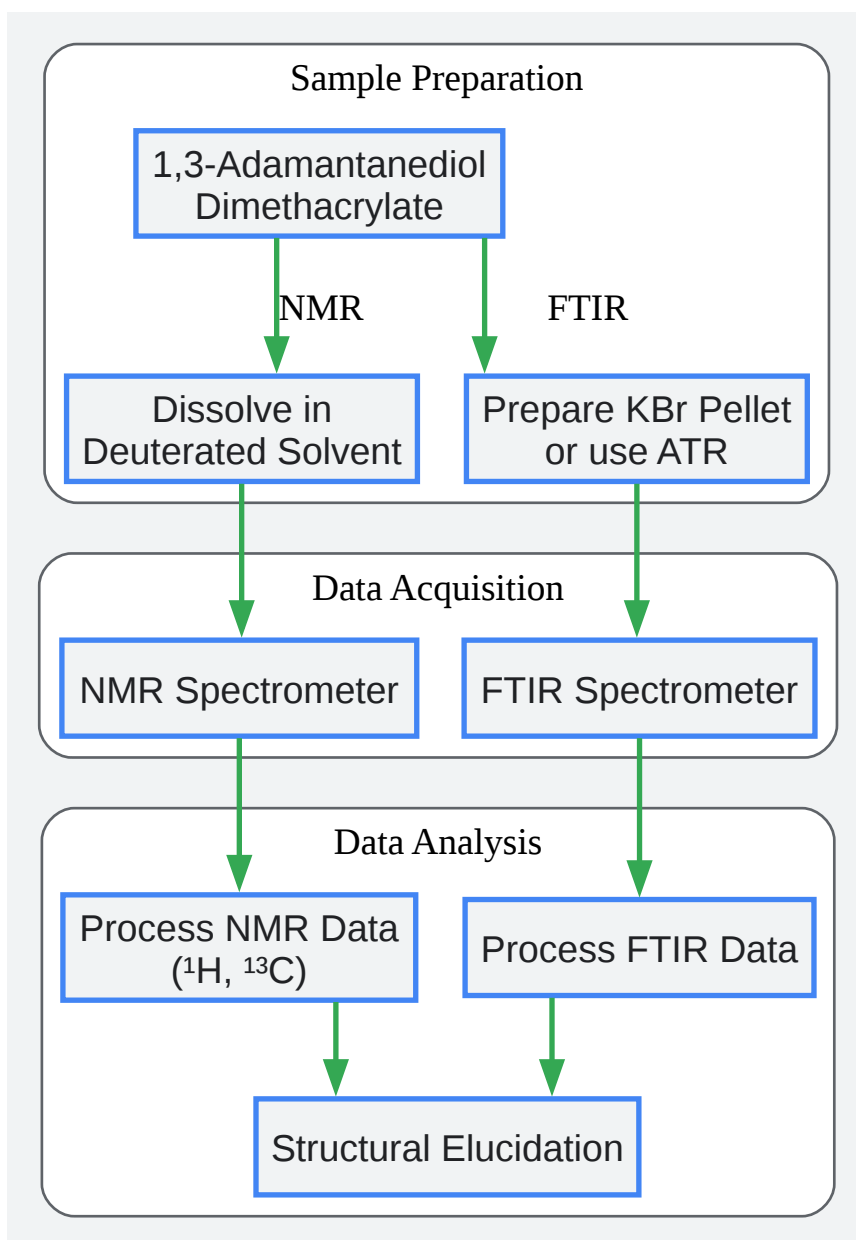 Sample Preparation
1,3-Adamantanediol
Dimethacrylate
NMR
FTIR
Dissolve in
Deuterated Solvent
Prepare KBr Pellet
or use ATR
Data Acquisition
NMR Spectrometer
FTIR Spectrometer
Data Analysis
Process NMR Data
(¹H, ¹³C)
Process FTIR Data
Structural Elucidation